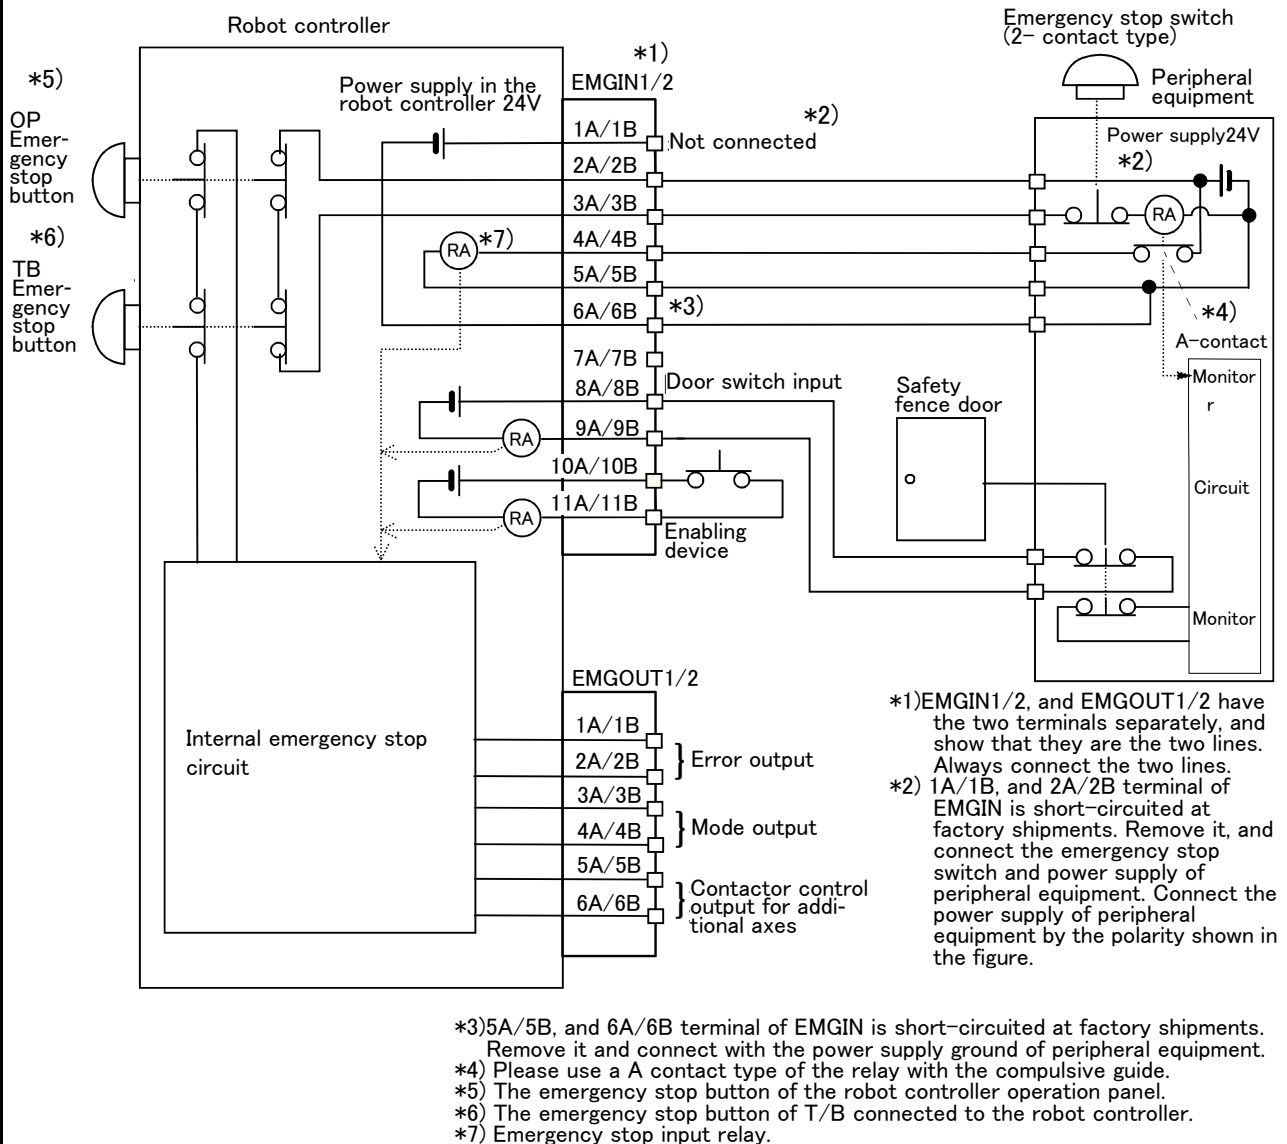 Robot controller
Emergency stop switch
(2- contact type)
*1)
*5)
Power supply in the
robot controller 24V
EMGIN1/2
Peripheral
equipment
OP
Emer-
gency
stop
button
1A/1B
Not connected
*2)
Power supply24V
*2)
2A/2B
3A/3B
RA
*6)
TB
Emer-
gency
stop
button
RA
*7)
4A/4B
5A/5B
6A/6B
*3)
*4)
A-contact
7A/7B
8A/8B
Door switch input
Safety
fence door
Monitor
r
RA
9A/9B
10A/10B
RA
11A/11B
Enabling
device
Circuit
Monitor
EMGOUT1/2
Internal emergency stop
circuit
1A/1B
2A/2B
Error output
3A/3B
4A/4B
Mode output
5A/5B
6A/6B
Contactor control
output for addi-
tional axes
*1)EMGIN1/2, and EMGOUT1/2 have
the two terminals separately, and
show that they are the two lines.
Always connect the two lines.
*2) 1A/1B, and 2A/2B terminal of
EMGIN is short-circuited at
factory shipments. Remove it, and
connect the emergency stop
switch and power supply of
peripheral equipment. Connect the
power supply of peripheral
equipment by the polarity shown in
the figure.
*3)5A/5B, and 6A/6B terminal of EMGIN is short-circuited at factory shipments.
Remove it and connect with the power supply ground of peripheral equipment.
*4) Please use a A contact type of the relay with the compulsive guide.
*5) The emergency stop button of the robot controller operation panel.
*6) The emergency stop button of T/B connected to the robot controller.
*7) Emergency stop input relay.